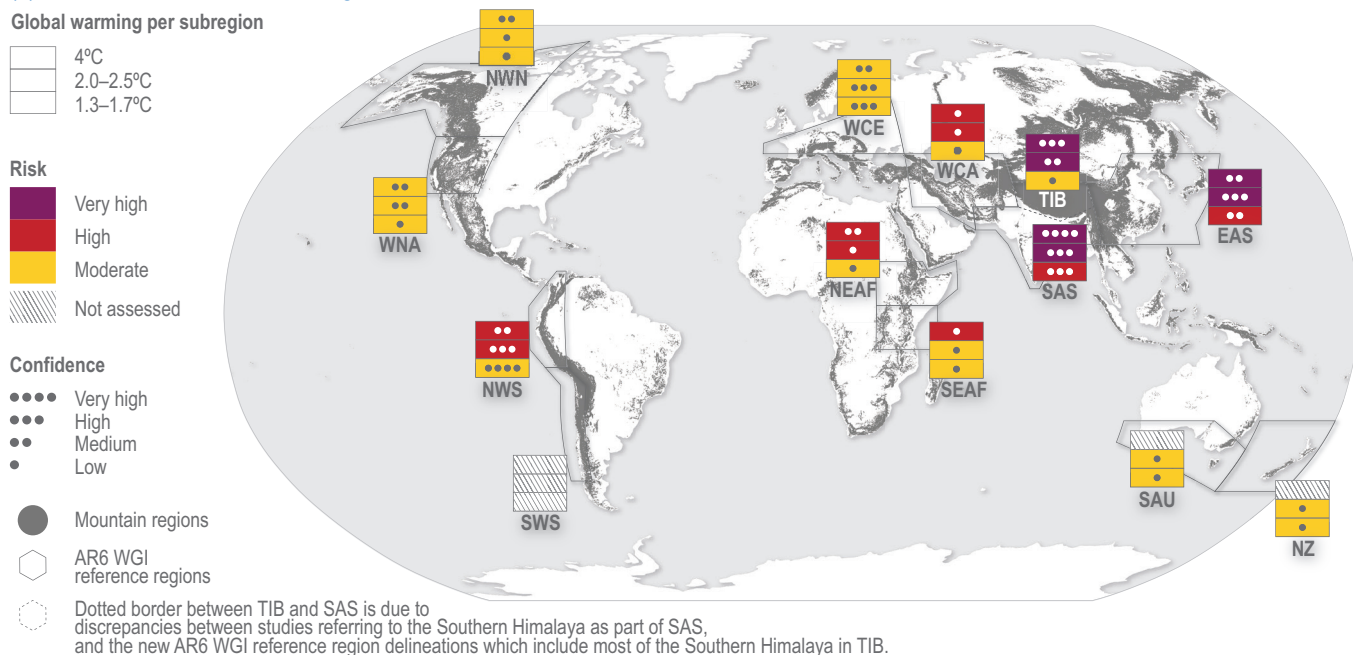 Global warming per subregion
4ºC
2.0–2.5ºC
1.3–1.7ºC
Risk
Very high
High
Moderate
Not assessed
Confidence
Very high
High
Medium
Low
Mountain regions
AR6 WGI
reference regions
Dotted border between TIB and SAS is due to
discrepancies between studies referring to the Southern Himalaya as part of SAS,
and the new AR6 WGI reference region delineations which include most of the Southern Himalaya in TIB.
NWN
WCE
WCA
TIB
EAS
WNA
NEAF
SAS
NWS
SEAF
SWS
SAU
NZ